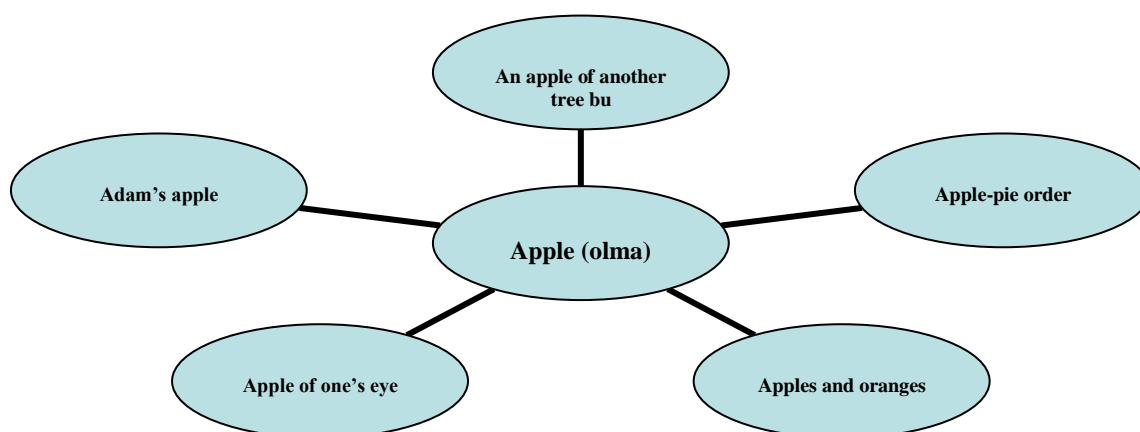 An apple of another
tree bu
Adam’s apple
Apple-pie order
Apple (olma)
Apple of one’s eye
Apples and oranges